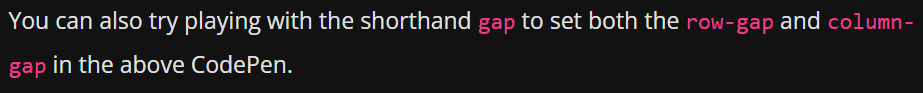 You can also try playing with the shorthand gap to set both the row-gap and column-
gap in the above CodePen.